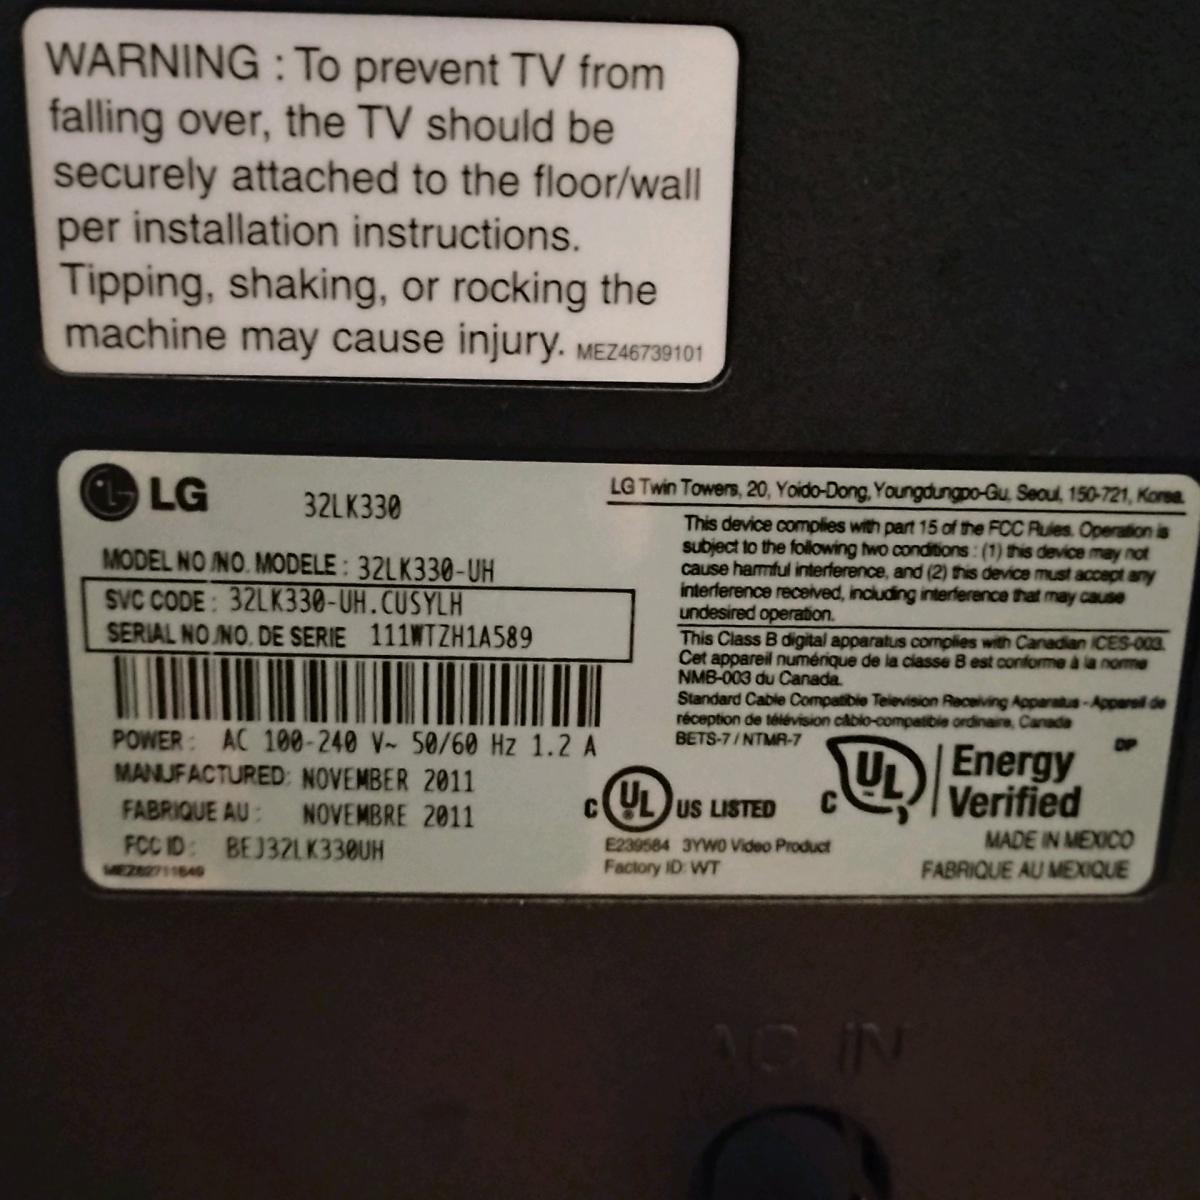 WARNING : To prevent TV from
falling over, the TV should be
securely attached to the floor/wall
per installation instructions.
Tipping, shaking, or rocking the
machine may cause injury. MEZ46739101
LG 32LK330
MODEL NO /NO. MODELE : 32LK330-UH
SVC CODE : 32LK330-UH.CUSYLH
SERIAL NO /NO. DE SERIE 111WTZH1A589
POWER : AC 100-240 V~ 50/60 Hz 1.2 A
MANUFACTURED: NOVEMBER 2011
FABRIQUE AU : NOVEMBRE 2011
FCC ID : BEJ32LK330UH
MEZ62711649
LG Twin Towers, 20, Yoido-Dong, Youngdungpo-Gu, Seoul, 150-721, Korea.
This device complies with part 15 of the FCC Rules. Operation is
subject to the following two conditions : (1) this device may not
cause harmful interference, and (2) this device must accept any
interference received, including interference that may cause
undesired operation.
This Class B digital apparatus complies with Canadian ICES-003.
Cet appareil numérique de la classe B est conforme à la norme
NMB-003 du Canada.
Standard Cable Compatible Television Receiving Apparatus - Appareil de
réception de télévision câblo-compatible ordinaire, Canada
BETS-7 / NTMR-7
DP
C UL US LISTED
E239584 3YW0 Video Product
Factory ID: WT
C UL Energy
Verified
MADE IN MEXICO
FABRIQUE AU MEXIQUE
AC IN